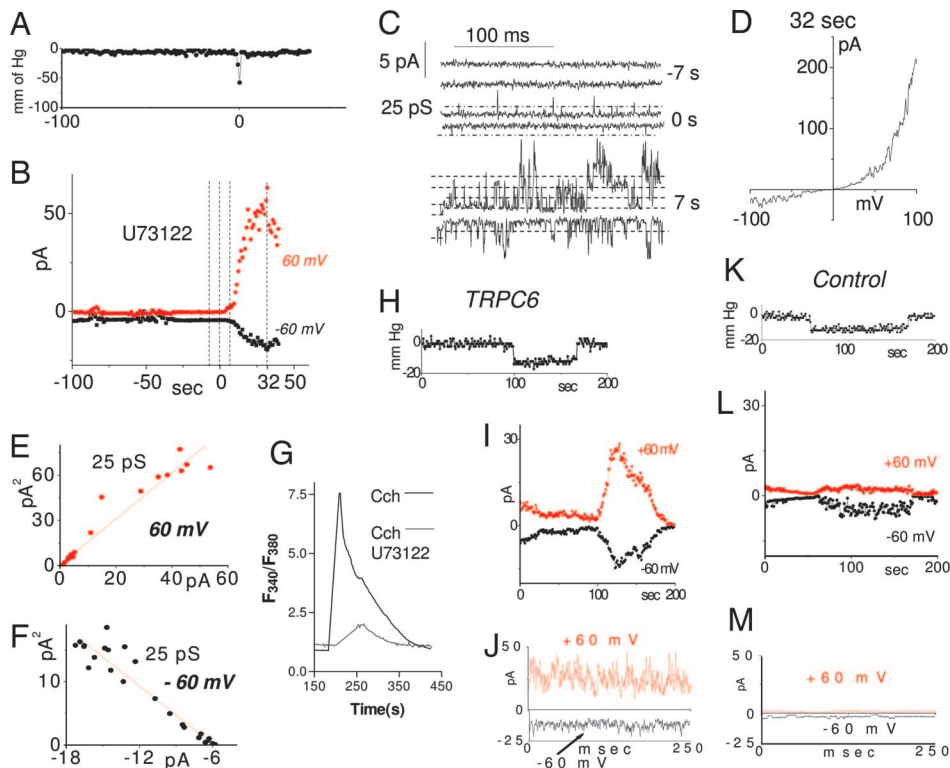 A
mm of Hg
0
-50
-100
-100
0
B
pA
50
0
U73122
60 mV
-60 mV
-100
-50
0
32
50
sec
C
100 ms
5 pA
-7 s
25 pS
0 s
7 s
D
32 sec
pA
200
100
-100
mV
100
E
pA²
60
30
0
25 pS
60 mV
0
20
40
60
pA
F
pA²
15
10
5
0
25 pS
- 60 mV
-18
-12
-6
pA
G
F340/F380
7.5
5.0
2.5
0.0
Cch
Cch
U73122
150
250
350
450
Time(s)
H
TRPC6
mm Hg
0
-20
0
100
200
sec
I
30
pA
0
+60 mV
-60 mV
0
100
sec
200
J
50
pA
0
-25
+60 mV
0
msec
250
-60 mV
K
Control
mm Hg
0
-20
0
100
200
sec
L
30
pA
0
+60 mV
-60 mV
0
100
200
sec
M
50
pA
0
-25
+60 mV
-60 mV
0
msec
250